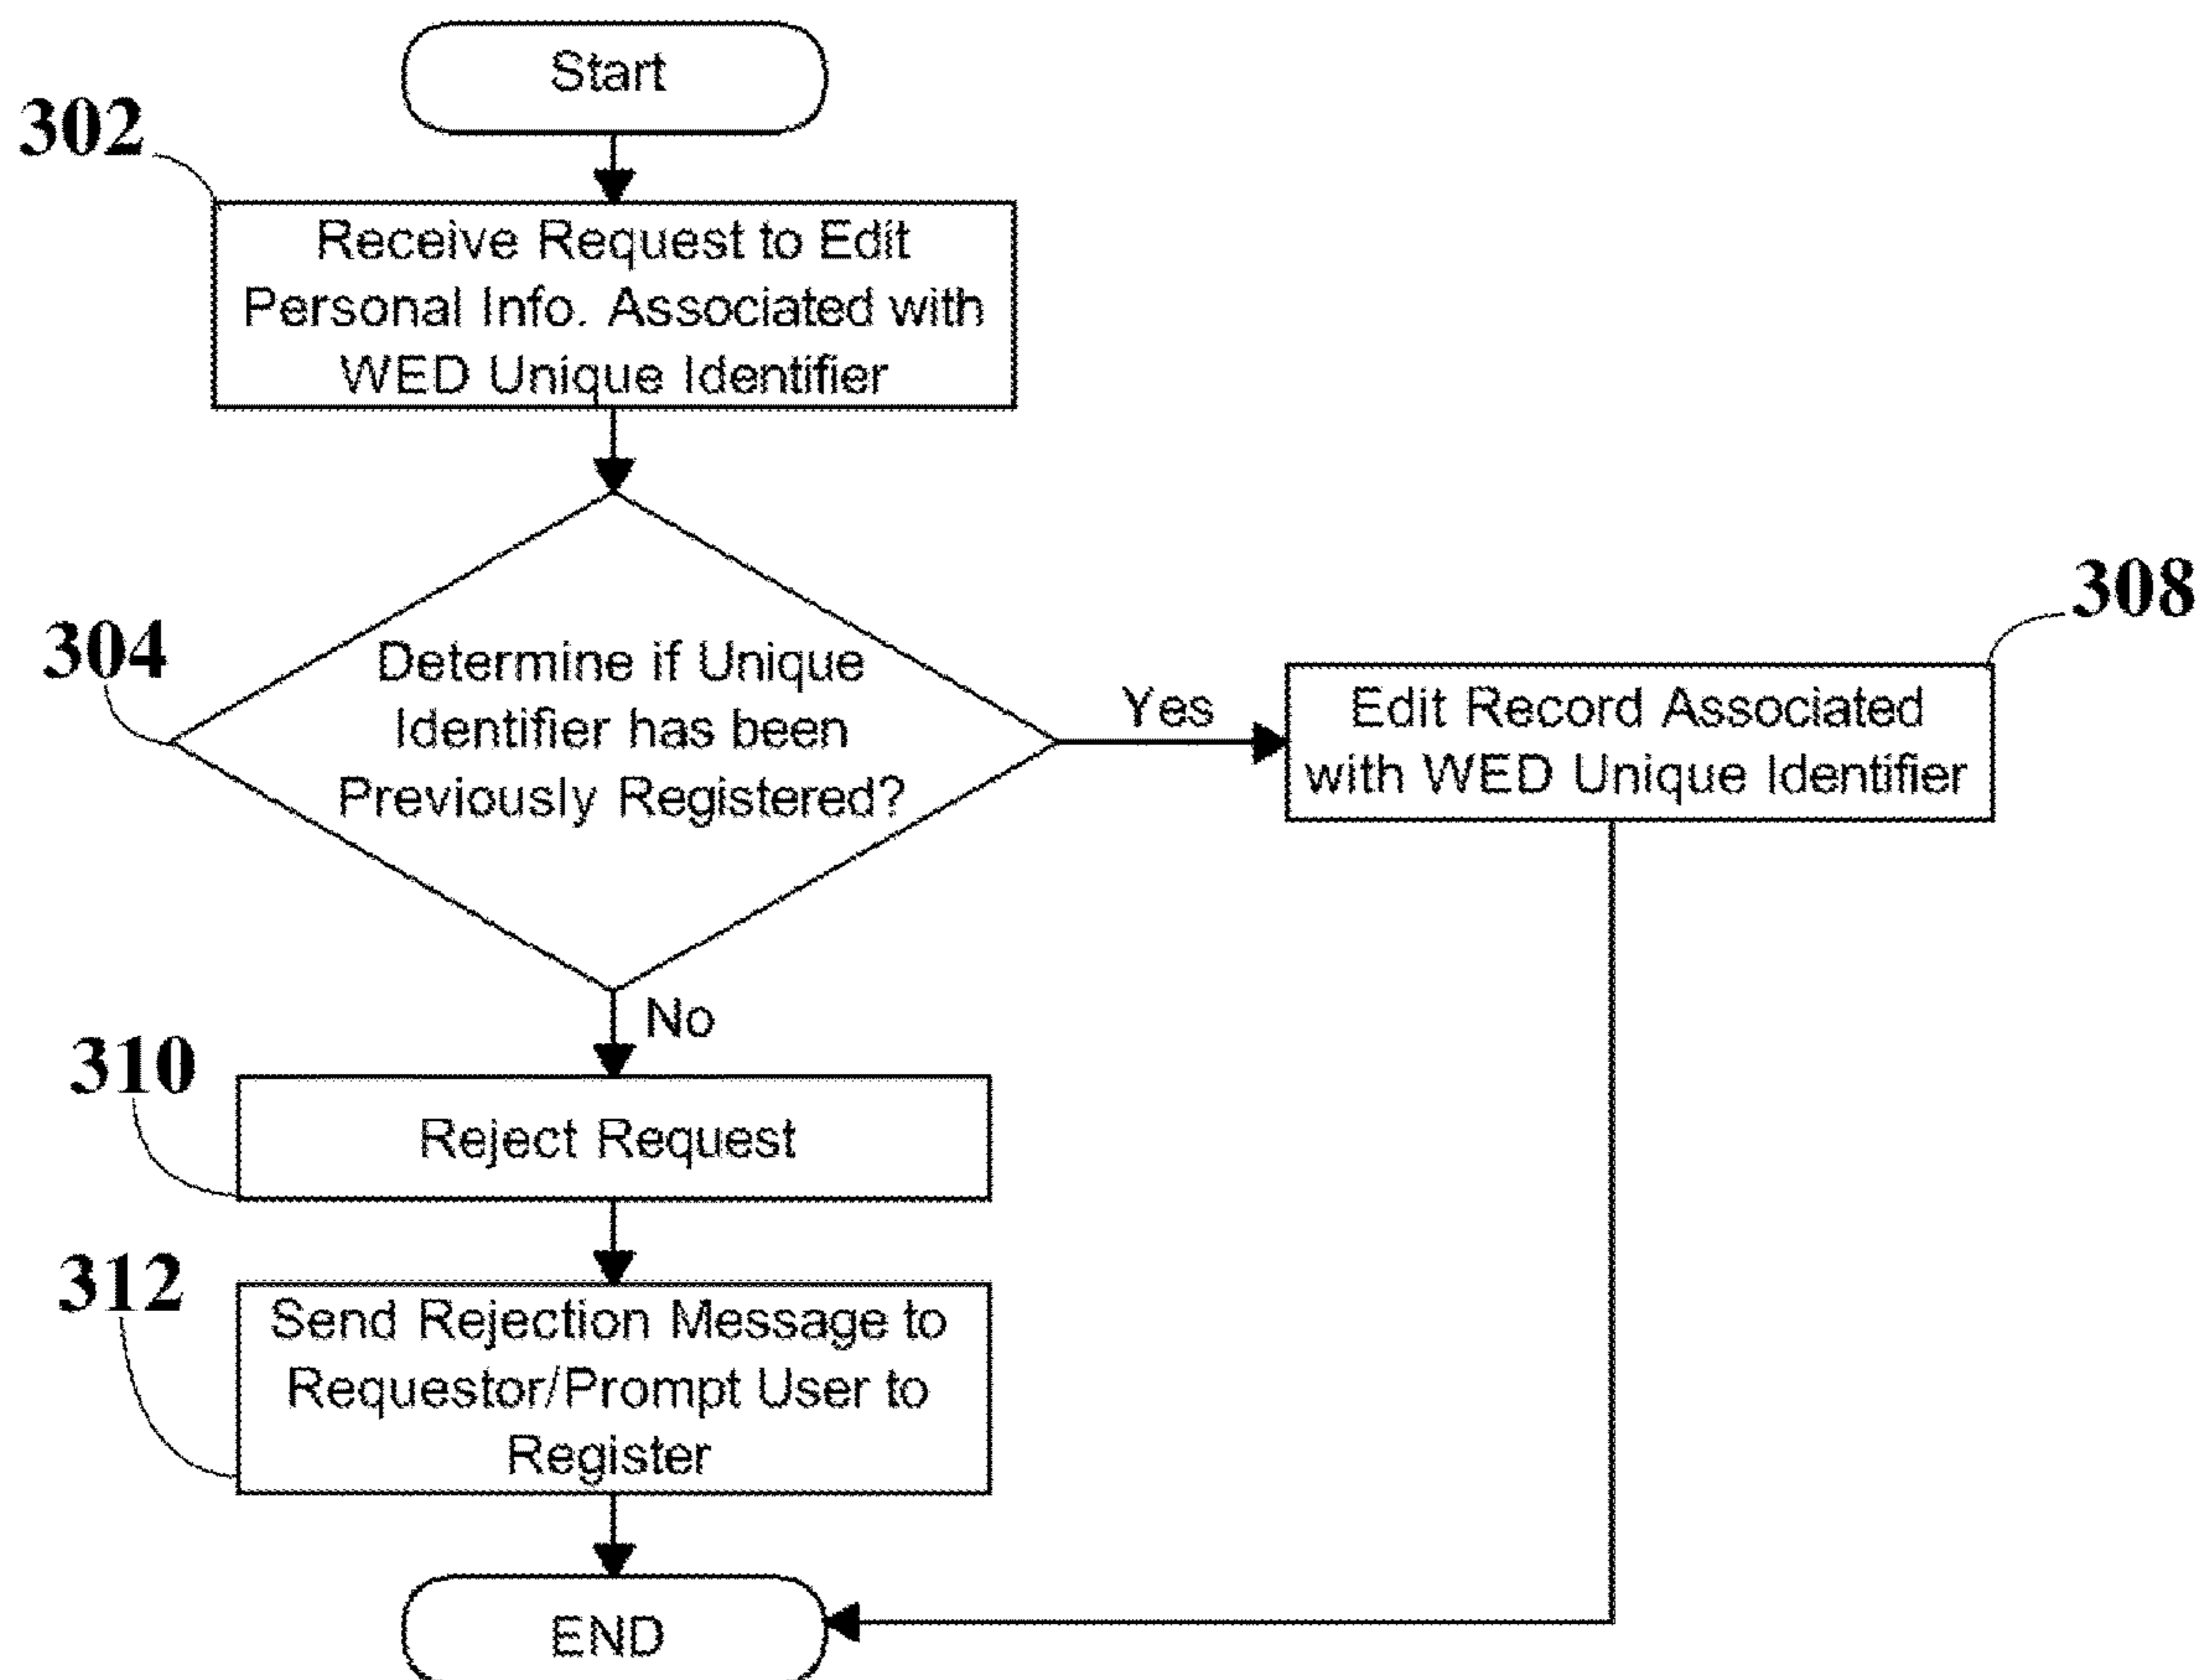 Start
302
Receive Request to Edit
Personal Info. Associated with
WED Unique Identifier
304
Determine if Unique
Identifier has been
Previously Registered?
Yes
308
Edit Record Associated
with WED Unique Identifier
No
310
Reject Request
312
Send Rejection Message to
Requestor/Prompt User to
Register
END